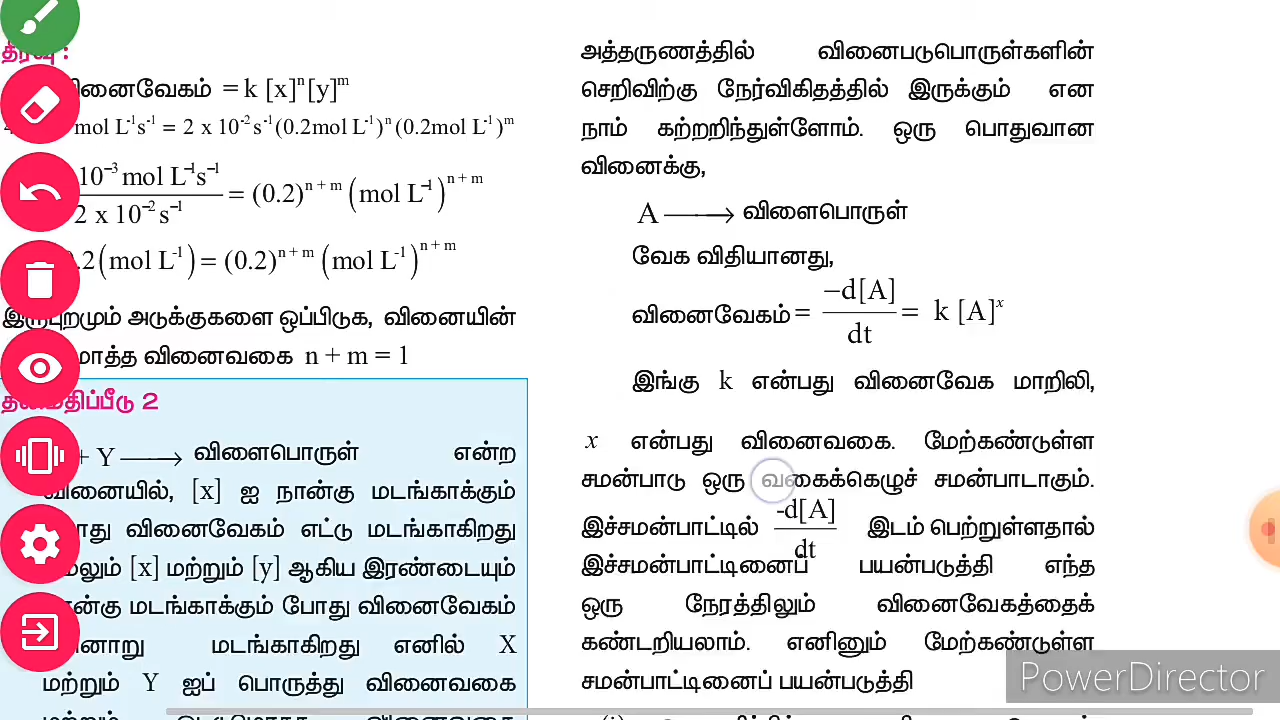 தீர்வு :
வினைவேகம் = k [x]ⁿ[y]ᵐ
mol L⁻¹s⁻¹ = 2 x 10⁻² s⁻¹ (0.2mol L⁻¹)ⁿ (0.2mol L⁻¹)ᵐ
10⁻³ mol L⁻¹s⁻¹
2 x 10⁻² s⁻¹
= (0.2)ⁿ⁺ᵐ (mol L⁻¹)ⁿ⁺ᵐ
.2(mol L⁻¹) = (0.2)ⁿ⁺ᵐ (mol L⁻¹)ⁿ⁺ᵐ
இருபுறமும் அடுக்குகளை ஒப்பிடுக, வினையின்
மொத்த வினைவகை n + m = 1
தன்மதிப்பீடு 2
+ Y ⟶ விளைபொருள் என்ற
வினையில், [x] ஐ நான்கு மடங்காக்கும்
போது வினைவேகம் எட்டு மடங்காகிறது
மேலும் [x] மற்றும் [y] ஆகிய இரண்டையும்
நான்கு மடங்காக்கும் போது வினைவேகம்
மடங்காகிறது எனில் X
மற்றும் Y ஐப் பொருத்து வினைவகை
அத்தருணத்தில் வினைபடுபொருள்களின்
செறிவிற்கு நேர்விகிதத்தில் இருக்கும் என
நாம் கற்றறிந்துள்ளோம். ஒரு பொதுவான
வினைக்கு,
A ⟶ விளைபொருள்
வேக விதியானது,
வினைவேகம் = −d[A]/dt = k [A]ˣ
இங்கு k என்பது வினைவேக மாறிலி,
x என்பது வினைவகை. மேற்கண்டுள்ள
சமன்பாடு ஒரு வகைக்கெழுச் சமன்பாடாகும்.
இச்சமன்பாட்டில் -d[A]/dt இடம் பெற்றுள்ளதால்
இச்சமன்பாட்டினைப் பயன்படுத்தி எந்த
ஒரு நேரத்திலும் வினைவேகத்தைக்
கண்டறியலாம். எனினும் மேற்கண்டுள்ள
சமன்பாட்டினைப் பயன்படுத்தி
PowerDirector